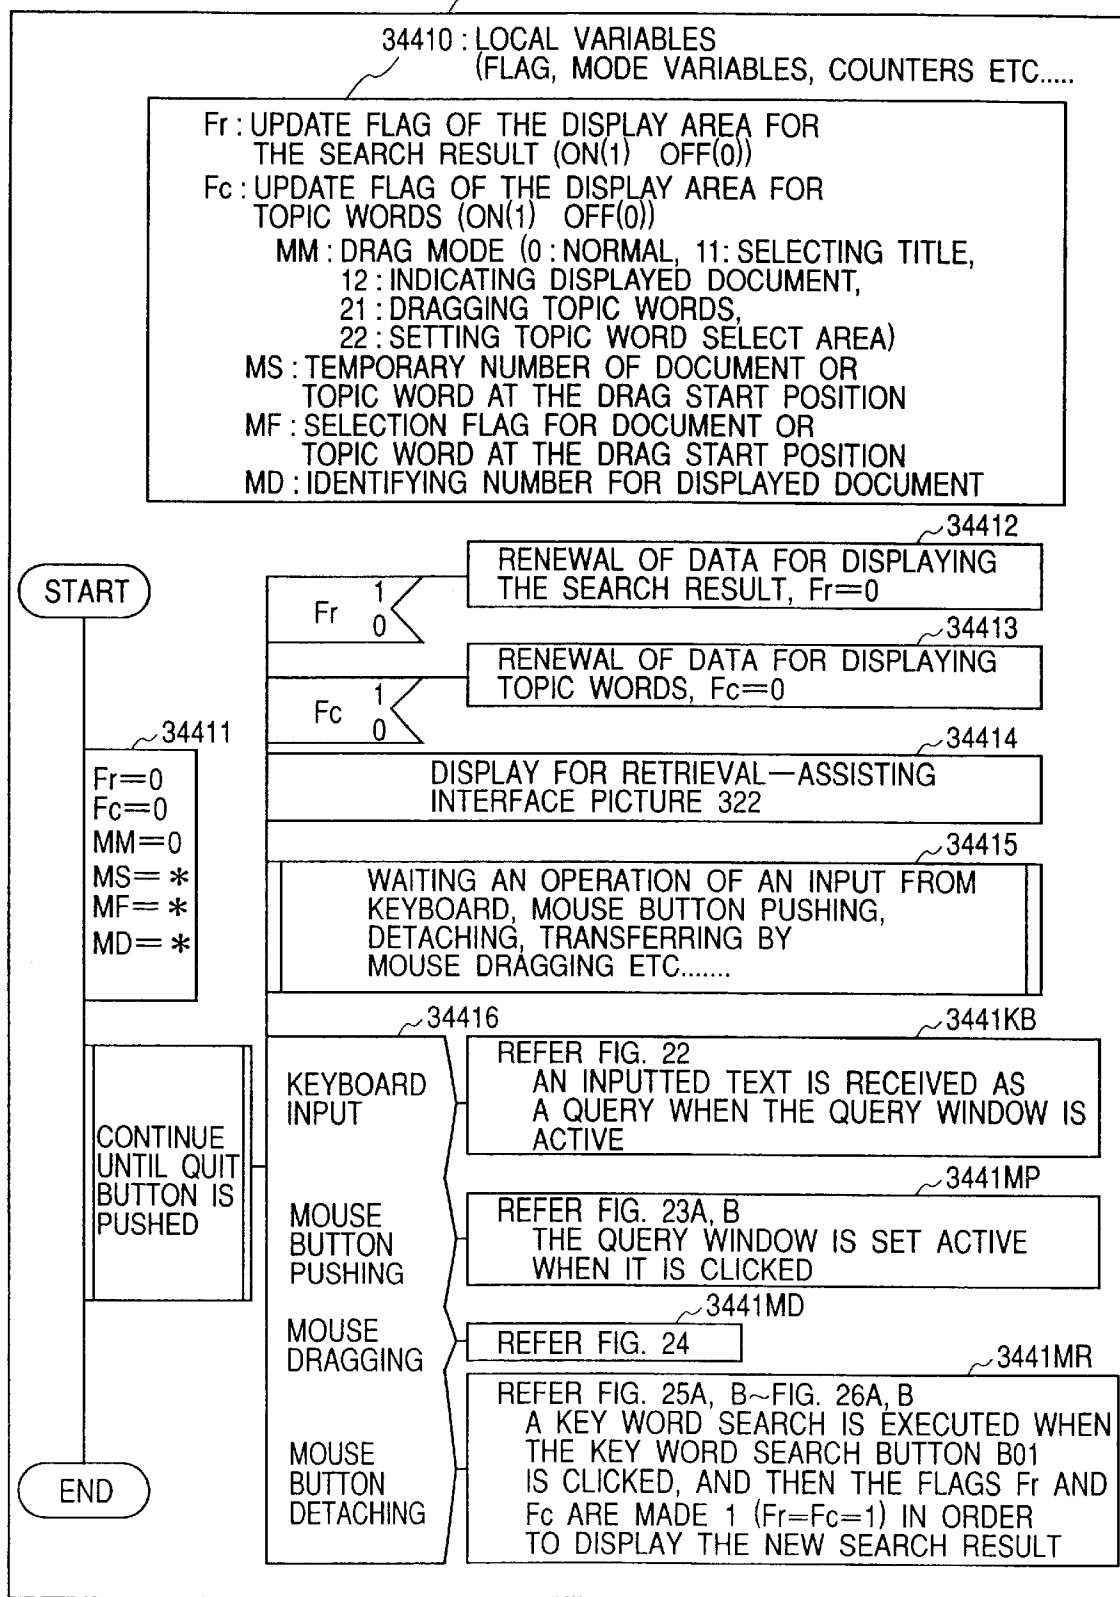 34410 : LOCAL VARIABLES
(FLAG, MODE VARIABLES, COUNTERS ETC.....
Fr : UPDATE FLAG OF THE DISPLAY AREA FOR
THE SEARCH RESULT (ON(1) OFF(0))
Fc : UPDATE FLAG OF THE DISPLAY AREA FOR
TOPIC WORDS (ON(1) OFF(0))
MM : DRAG MODE (0 : NORMAL, 11 : SELECTING TITLE,
12 : INDICATING DISPLAYED DOCUMENT,
21 : DRAGGING TOPIC WORDS,
22 : SETTING TOPIC WORD SELECT AREA)
MS : TEMPORARY NUMBER OF DOCUMENT OR
TOPIC WORD AT THE DRAG START POSITION
MF : SELECTION FLAG FOR DOCUMENT OR
TOPIC WORD AT THE DRAG START POSITION
MD : IDENTIFYING NUMBER FOR DISPLAYED DOCUMENT
START
34411
Fr=0
Fc=0
MM=0
MS= *
MF= *
MD= *
CONTINUE
UNTIL QUIT
BUTTON IS
PUSHED
END
Fr 1
0
34412
RENEWAL OF DATA FOR DISPLAYING
THE SEARCH RESULT, Fr=0
Fc 1
0
34413
RENEWAL OF DATA FOR DISPLAYING
TOPIC WORDS, Fc=0
34414
DISPLAY FOR RETRIEVAL—ASSISTING
INTERFACE PICTURE 322
34415
WAITING AN OPERATION OF AN INPUT FROM
KEYBOARD, MOUSE BUTTON PUSHING,
DETACHING, TRANSFERRING BY
MOUSE DRAGGING ETC.......
34416
KEYBOARD
INPUT
3441KB
REFER FIG. 22
AN INPUTTED TEXT IS RECEIVED AS
A QUERY WHEN THE QUERY WINDOW IS
ACTIVE
MOUSE
BUTTON
PUSHING
3441MP
REFER FIG. 23A, B
THE QUERY WINDOW IS SET ACTIVE
WHEN IT IS CLICKED
MOUSE
DRAGGING
3441MD
REFER FIG. 24
MOUSE
BUTTON
DETACHING
3441MR
REFER FIG. 25A, B~FIG. 26A, B
A KEY WORD SEARCH IS EXECUTED WHEN
THE KEY WORD SEARCH BUTTON B01
IS CLICKED, AND THEN THE FLAGS Fr AND
Fc ARE MADE 1 (Fr=Fc=1) IN ORDER
TO DISPLAY THE NEW SEARCH RESULT